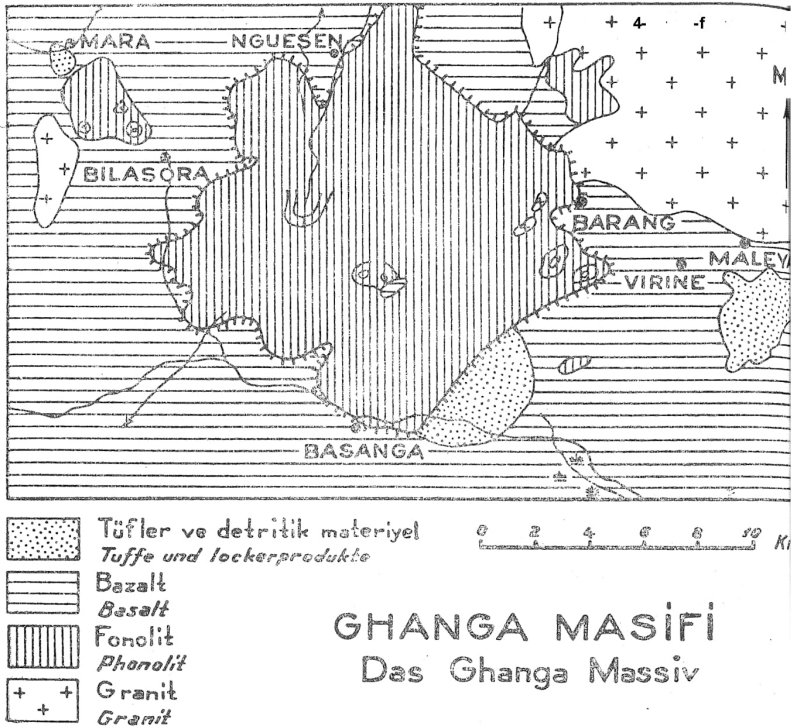 MARA
NGUESEN
M
BILASORA
BARANG
MALEYA
VIRINE
BASANGA
Tüfler ve detritik materiyel
Tuffe und lockerprodukte
0 2 4 6 8 10 K
Bazalt
Basalt
Fonolit
Phonolit
Granit
Granit
GHANGA MASİFİ
Das Ghanga Massiv